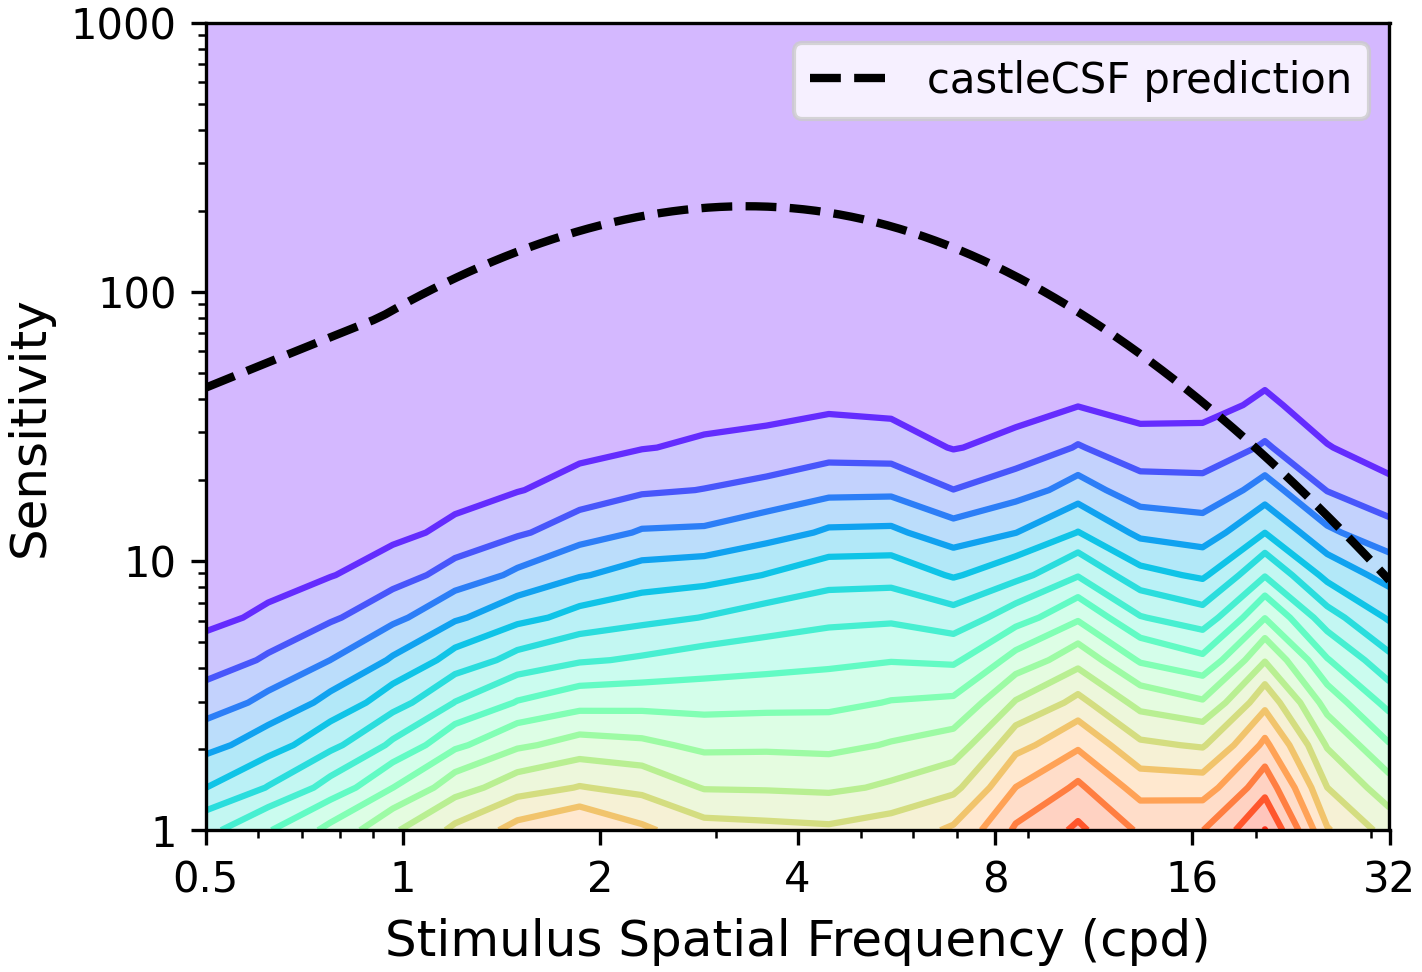 1000
castleCSF prediction
100
10
1
Sensitivity
0.5 1 2 4 8 16 32
Stimulus Spatial Frequency (cpd)